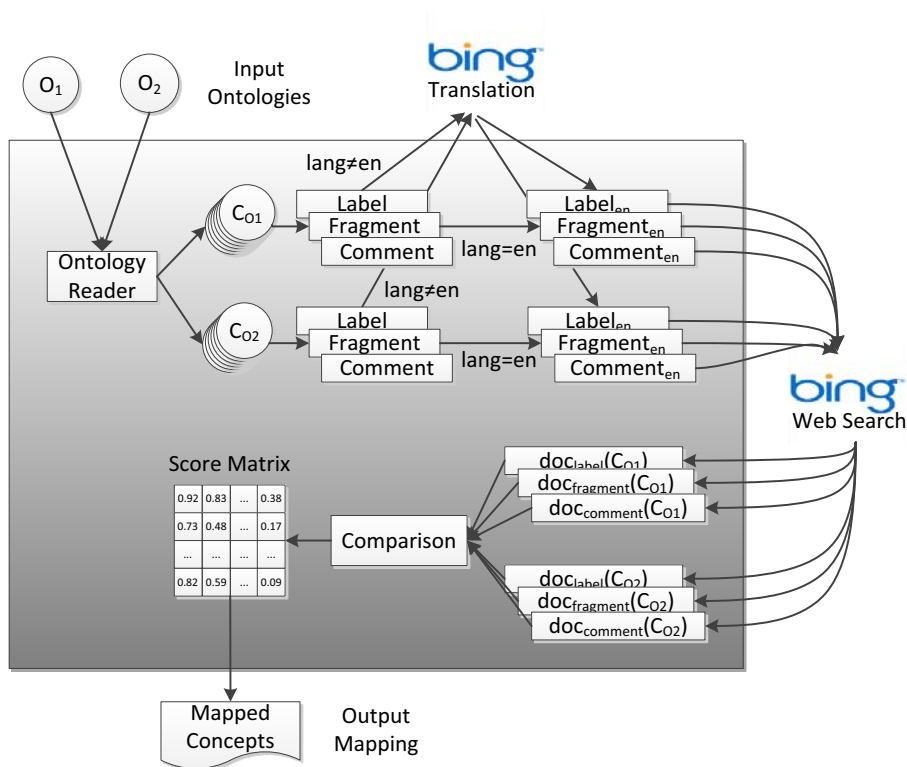 bing™
Translation
O1
O2
Input
Ontologies
lang≠en
Ontology
Reader
CO1
Label
Fragment
Comment
lang=en
Labelen
Fragmenten
Commenten
CO2
lang≠en
Label
Fragment
Comment
lang=en
Labelen
Fragmenten
Commenten
bing™
Web Search
doclabel(CO1)
docfragment(CO1)
doccomment(CO1)
doclabel(CO2)
docfragment(CO2)
doccomment(CO2)
Comparison
Score Matrix
0.92 0.83 ... 0.38
0.73 0.48 ... 0.17
... ... ... ...
0.82 0.59 ... 0.09
Mapped
Concepts
Output
Mapping